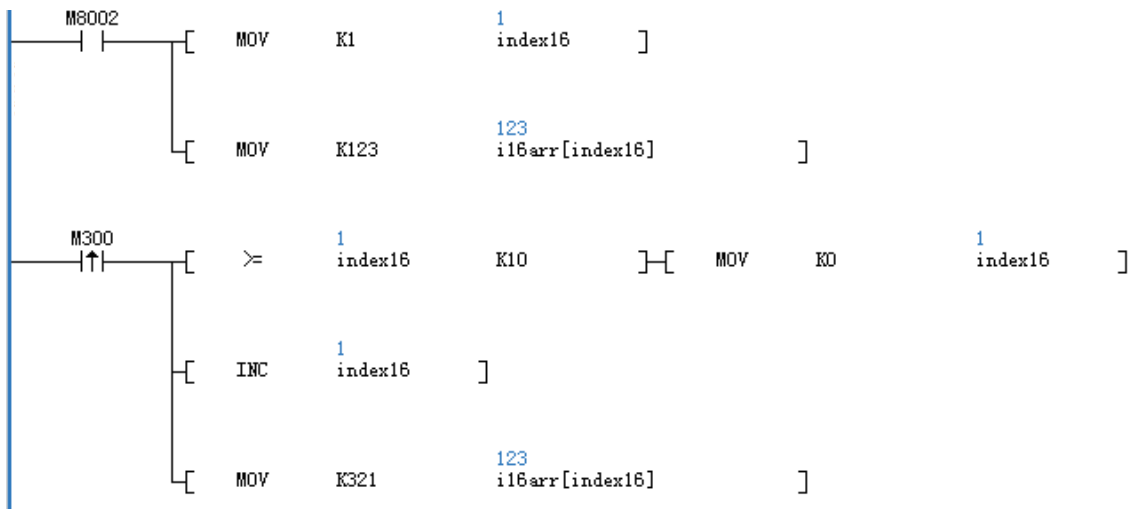 M8002
1
MOV K1 index16
123
MOV K123 i16arr[index16]
M300
1 1
>= index16 K10 MOV K0 index16
1
INC index16
123
MOV K321 i16arr[index16]